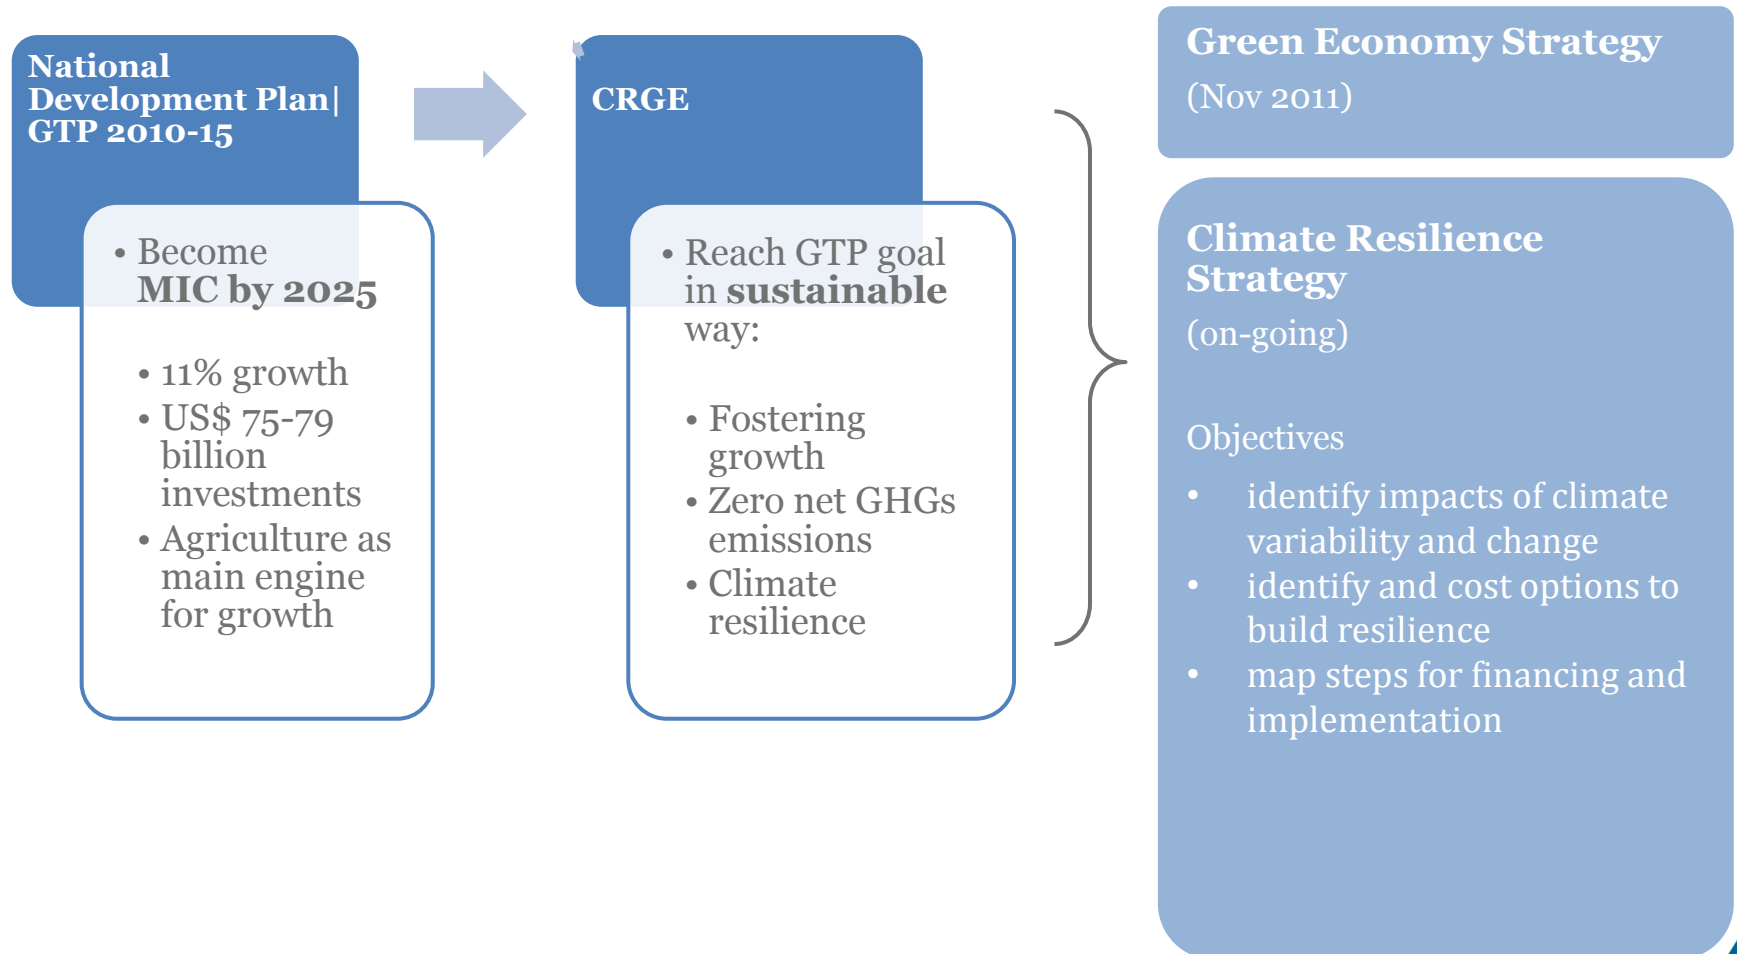 National
Development Plan|
GTP 2010-15
• Become
MIC by 2025
• 11% growth
• US$ 75-79
billion
investments
• Agriculture as
main engine
for growth
CRGE
• Reach GTP goal
in sustainable
way:
• Fostering
growth
• Zero net GHGs
emissions
• Climate
resilience
Green Economy Strategy
(Nov 2011)
Climate Resilience
Strategy
(on-going)
Objectives
• identify impacts of climate
variability and change
• identify and cost options to
build resilience
• map steps for financing and
implementation